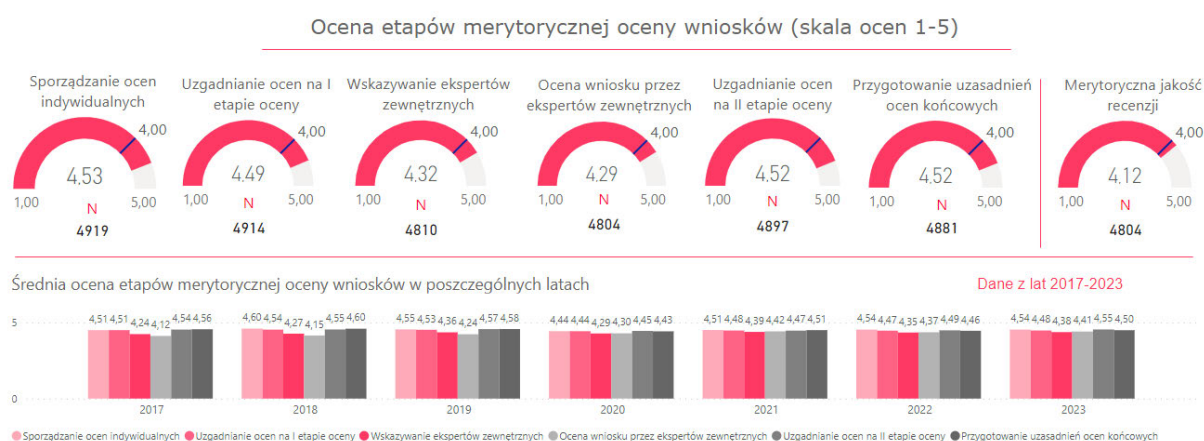 Ocena etapów merytorycznej oceny wniosków (skala ocen 1-5)
Sporządzanie ocen
indywidualnych
4,00
4,53
1,00
5,00
N
4919
Uzgadnianie ocen na I
etapie oceny
4,00
4,49
1,00
5,00
N
4914
Wskazywanie ekspertów
zewnętrznych
4,00
4,32
1,00
5,00
N
4810
Ocena wniosku przez
ekspertów zewnętrznych
4,00
4,29
1,00
5,00
N
4804
Uzgadnianie ocen
na II etapie oceny
4,00
4,52
1,00
5,00
N
4897
Przygotowanie uzasadnień
ocen końcowych
4,00
4,52
1,00
5,00
N
4881
Merytoryczna jakość
recenzji
4,00
4,12
1,00
5,00
N
4804
Średnia ocena etapów merytorycznej oceny wniosków w poszczególnych latach
Dane z lat 2017-2023
5
0
4,51 4,51 4,24 4,12 4,54 4,56
2017
4,60 4,54 4,27 4,15 4,55 4,60
2018
4,55 4,53 4,36 4,24 4,57 4,58
2019
4,44 4,44 4,29 4,30 4,45 4,43
2020
4,51 4,48 4,39 4,42 4,47 4,51
2021
4,54 4,47 4,35 4,37 4,49 4,46
2022
4,54 4,48 4,38 4,41 4,55 4,50
2023
Sporządzanie ocen indywidualnych Uzgadnianie ocen na I etapie oceny Wskazywanie ekspertów zewnętrznych Ocena wniosku przez ekspertów zewnętrznych Uzgadnianie ocen na II etapie oceny Przygotowanie uzasadnień ocen końcowych